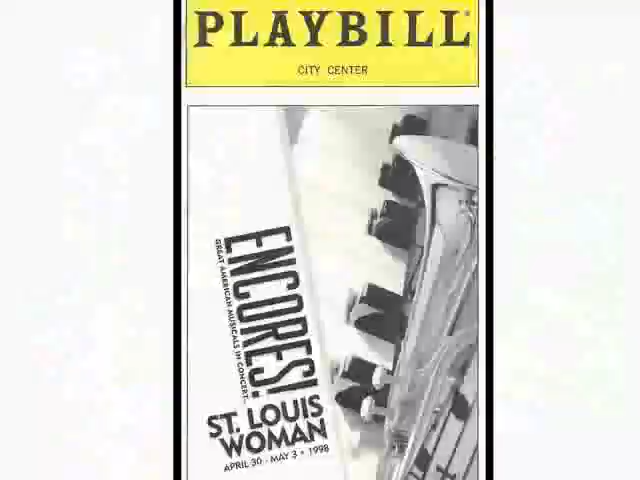 PLAYBILL®
CITY CENTER
ENCORES!
GREAT AMERICAN MUSICALS IN CONCERT
ST. LOUIS
WOMAN
APRIL 30 - MAY 3 • 1998